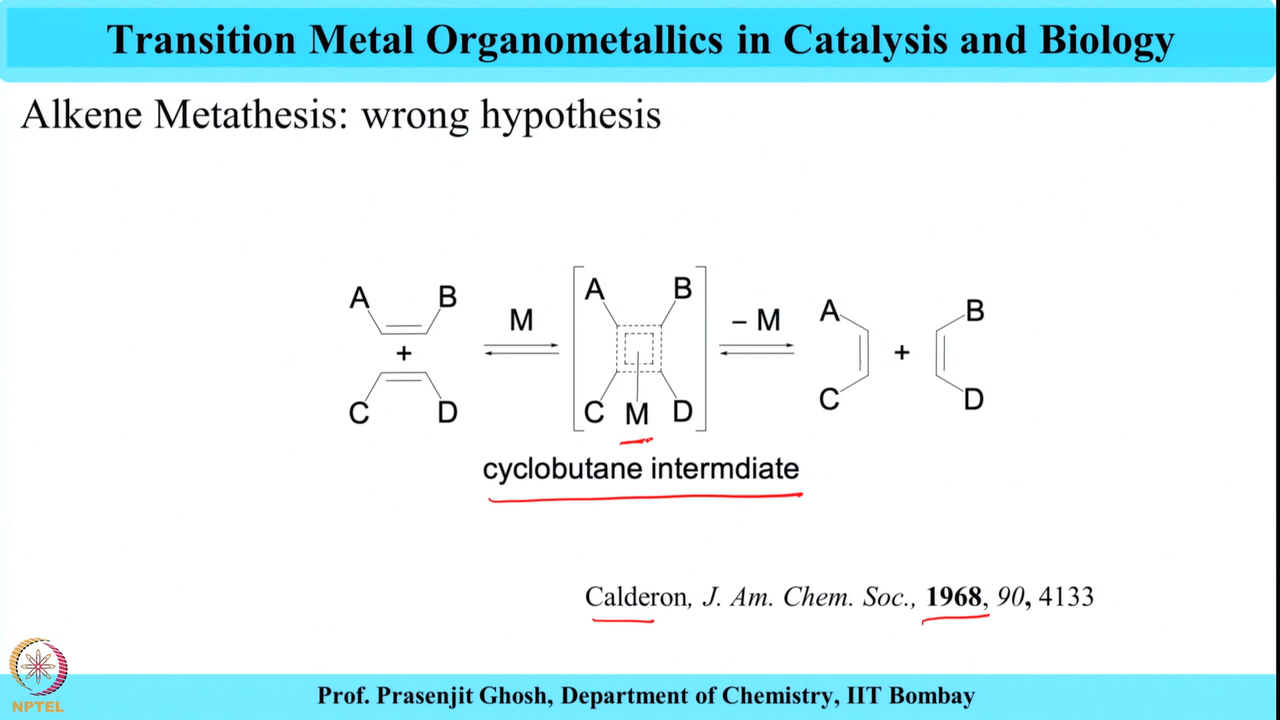 Transition Metal Organometallics in Catalysis and Biology
Alkene Metathesis: wrong hypothesis
A B
+
C D
M
A B
C M D
– M
A
C
+
B
D
cyclobutane intermdiate
Calderon, J. Am. Chem. Soc., 1968, 90, 4133
Prof. Prasenjit Ghosh, Department of Chemistry, IIT Bombay
NPTEL